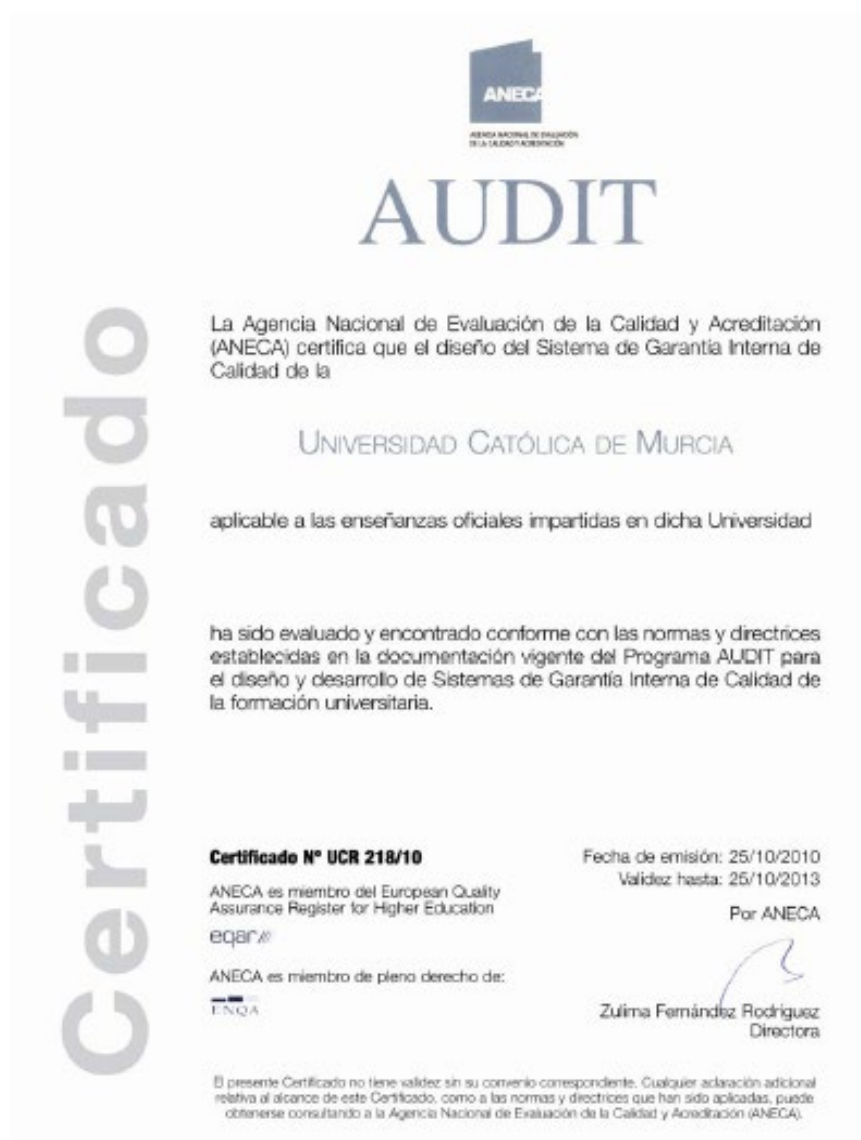 ANECA
AGENCIA NACIONAL DE EVALUACIÓN
DE LA CALIDAD Y ACREDITACIÓN
AUDIT
Certificado
La Agencia Nacional de Evaluación de la Calidad y Acreditación
(ANECA) certifica que el diseño del Sistema de Garantía Interna de
Calidad de la
UNIVERSIDAD CATÓLICA DE MURCIA
aplicable a las enseñanzas oficiales impartidas en dicha Universidad
ha sido evaluado y encontrado conforme con las normas y directrices
establecidas en la documentación vigente del Programa AUDIT para
el diseño y desarrollo de Sistemas de Garantía Interna de Calidad de
la formación universitaria.
Certificado Nº UCR 218/10
Fecha de emisión: 25/10/2010
Validez hasta: 25/10/2013
ANECA es miembro del European Quality
Assurance Register for Higher Education
Por ANECA
eqar
ANECA es miembro de pleno derecho de:
ENQA
Zulima Fernández Rodríguez
Directora
El presente Certificado no tiene validez sin su convenio correspondiente. Cualquier aclaración adicional
relativa al alcance de este Certificado, como a las normas y directrices que han sido aplicadas, puede
obtenerse consultando a la Agencia Nacional de Evaluación de la Calidad y Acreditación (ANECA).